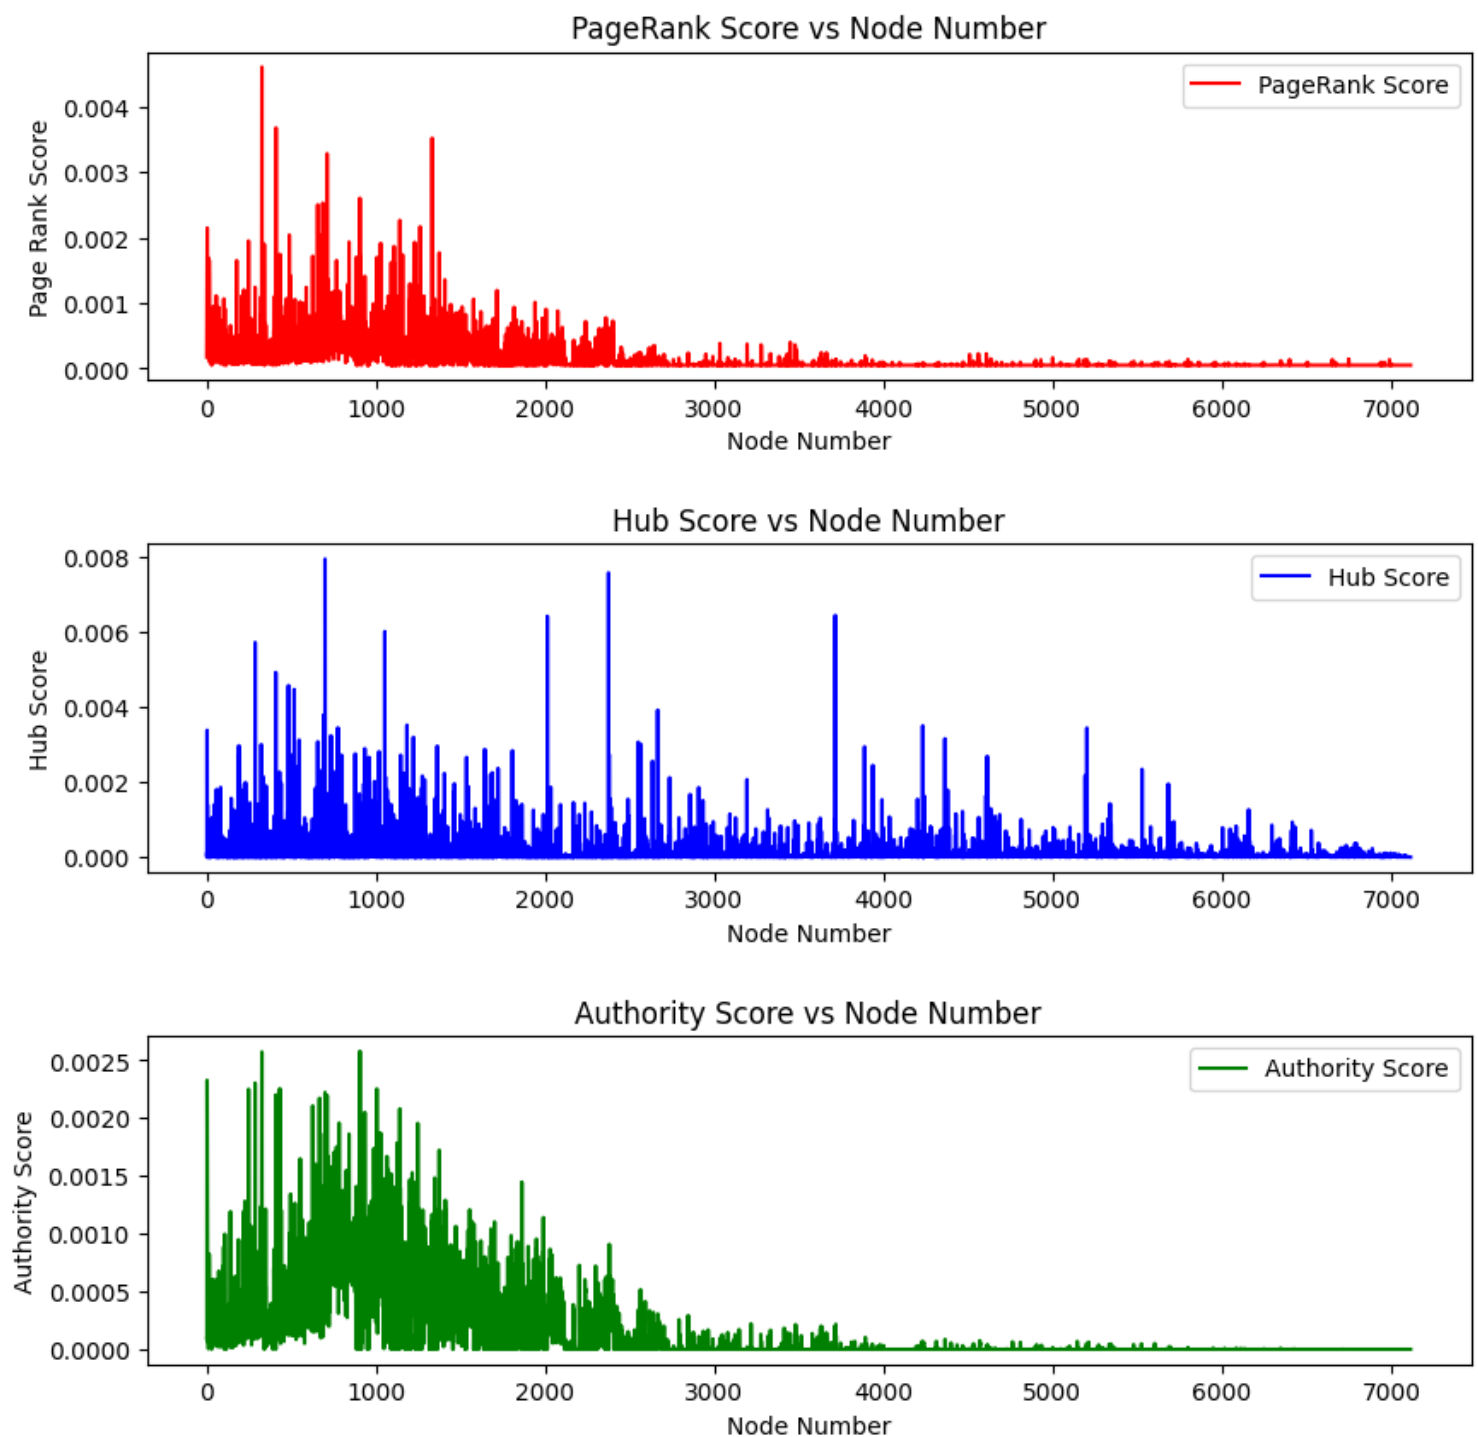 PageRank Score vs Node Number
PageRank Score
Page Rank Score
0.004
0.003
0.002
0.001
0.000
0 1000 2000 3000 4000 5000 6000 7000
Node Number
Hub Score vs Node Number
Hub Score
Hub Score
0.008
0.006
0.004
0.002
0.000
0 1000 2000 3000 4000 5000 6000 7000
Node Number
Authority Score vs Node Number
Authority Score
Authority Score
0.0025
0.0020
0.0015
0.0010
0.0005
0.0000
0 1000 2000 3000 4000 5000 6000 7000
Node Number